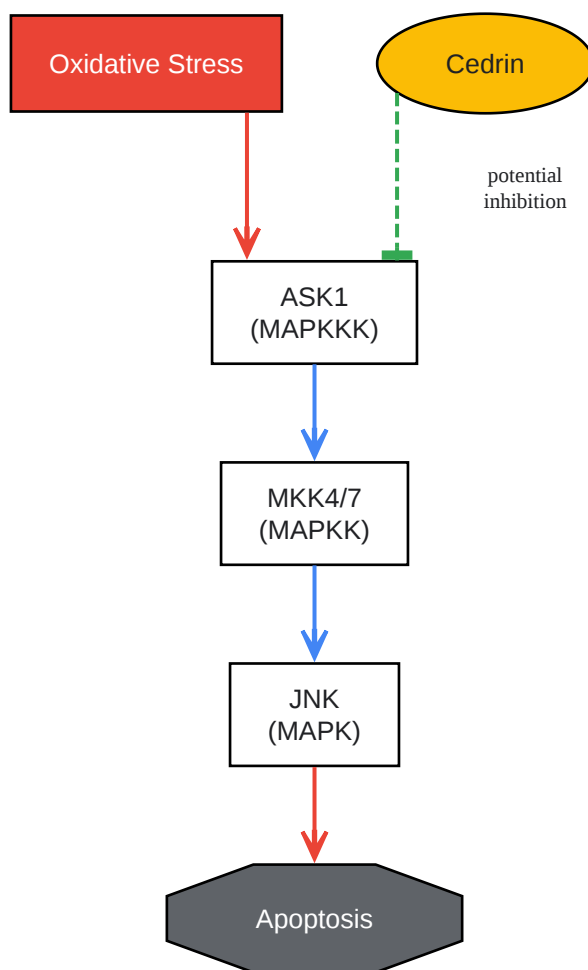 Oxidative Stress
Cedrin
potential
inhibition
ASK1
(MAPKKK)
MKK4/7
(MAPKK)
JNK
(MAPK)
Apoptosis